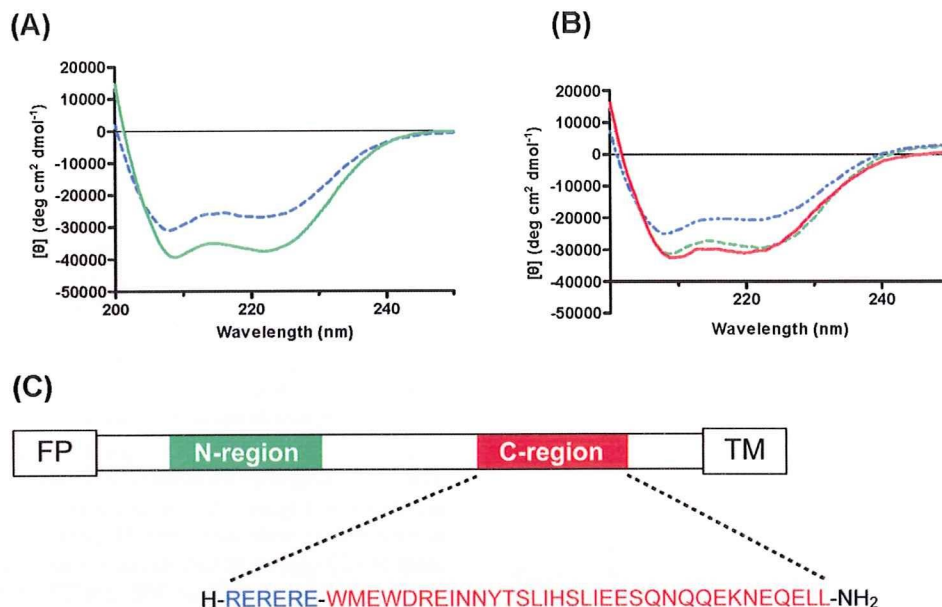 (A)
20000
10000
0
-10000
-20000
-30000
-40000
-50000
200
220
240
[θ] (deg cm² dmol⁻¹)
Wavelength (nm)
(B)
20000
10000
0
-10000
-20000
-30000
-40000
-50000
220
240
[θ] (deg cm² dmol⁻¹)
Wavelength (nm)
(C)
FP N-region C-region TM
H-RERERE-WMEWDREINNYTSLIHSLIEESQNQQEKNEQELL-NH₂